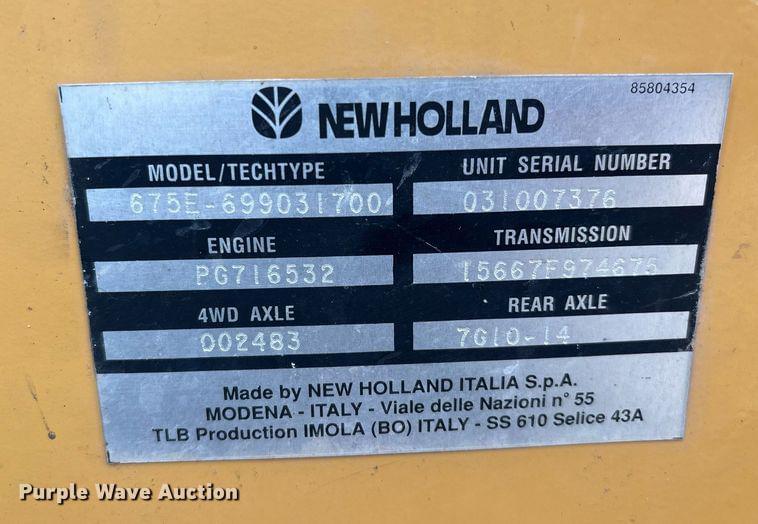 85804354
NEW HOLLAND
MODEL/TECHTYPE
675E-699031700
UNIT SERIAL NUMBER
031007376
ENGINE
PG716532
TRANSMISSION
15667F974675
4WD AXLE
002483
REAR AXLE
7G10-14
Made by NEW HOLLAND ITALIA S.p.A.
MODENA - ITALY - Viale delle Nazioni n° 55
TLB Production IMOLA (BO) ITALY - SS 610 Selice 43A
Purple Wave Auction